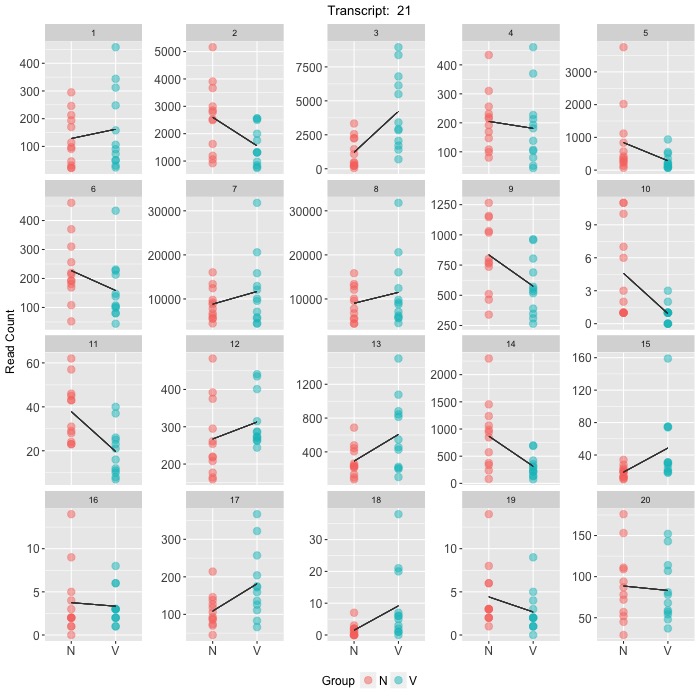 Transcript: 21
1 2 3 4 5
400 300 200 100
5000 4000 3000 2000 1000
7500 5000 2500 0
400 300 200 100
3000 2000 1000 0
6 7 8 9 10
400 300 200 100
30000 20000 10000
30000 20000 10000
1250 1000 750 500 250
9 6 3 0
11 12 13 14 15
60 40 20
400 300 200
1200 800 400
2000 1500 1000 500 0
160 120 80 40 0
16 17 18 19 20
10 5 0
300 200 100
30 20 10 0
10 5 0
150 100 50
N V N V N V N V N V
Read Count
Group N V